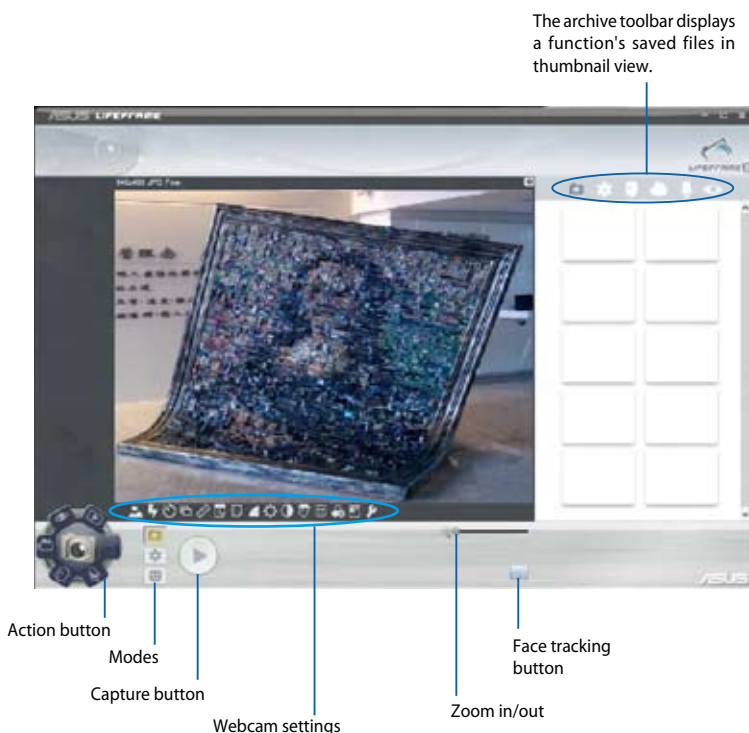 The archive toolbar displays
a function's saved files in
thumbnail view.
ASUS LIFEFRAME
LIFEFRAME3
Action button
Modes
Capture button
Webcam settings
Zoom in/out
Face tracking
button
ASUS